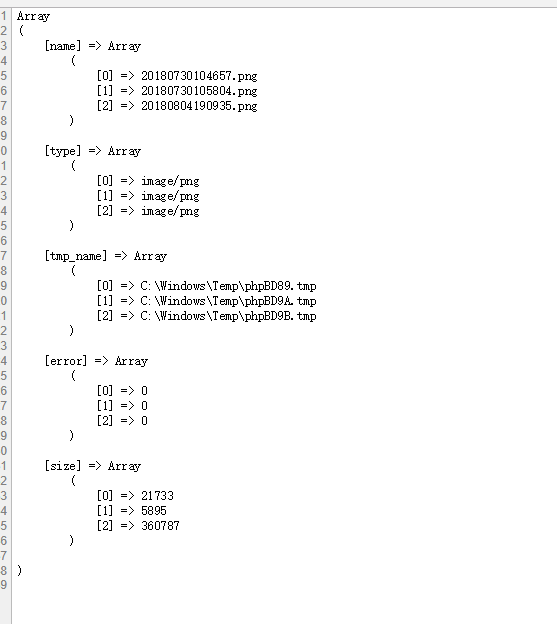 1 Array
2 (
3 [name] => Array
4 (
5 [0] => 20180730104657.png
6 [1] => 20180730105804.png
7 [2] => 20180804190935.png
8 )
9
0 [type] => Array
1 (
2 [0] => image/png
3 [1] => image/png
4 [2] => image/png
5 )
6
7 [tmp_name] => Array
8 (
9 [0] => C:\Windows\Temp\phpBD89.tmp
0 [1] => C:\Windows\Temp\phpBD9A.tmp
1 [2] => C:\Windows\Temp\phpBD9B.tmp
2 )
3
4 [error] => Array
5 (
6 [0] => 0
7 [1] => 0
8 [2] => 0
9 )
0
1 [size] => Array
2 (
3 [0] => 21733
4 [1] => 5895
5 [2] => 360787
6 )
7
8 )
9